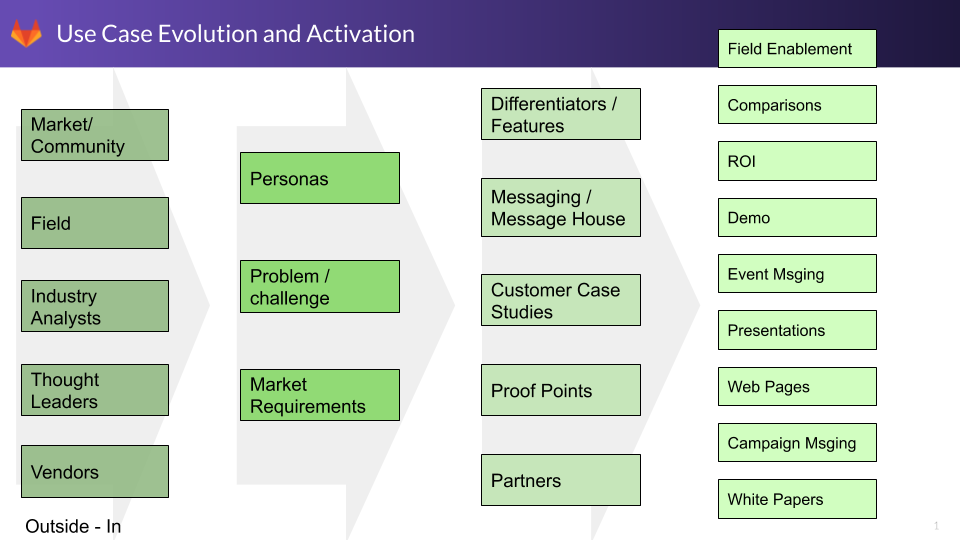 Use Case Evolution and Activation
Market/
Community
Field
Industry
Analysts
Thought
Leaders
Vendors
Outside - In
Personas
Problem /
challenge
Market
Requirements
Differentiators /
Features
Messaging /
Message House
Customer Case
Studies
Proof Points
Partners
Field Enablement
Comparisons
ROI
Demo
Event Msging
Presentations
Web Pages
Campaign Msging
White Papers
1